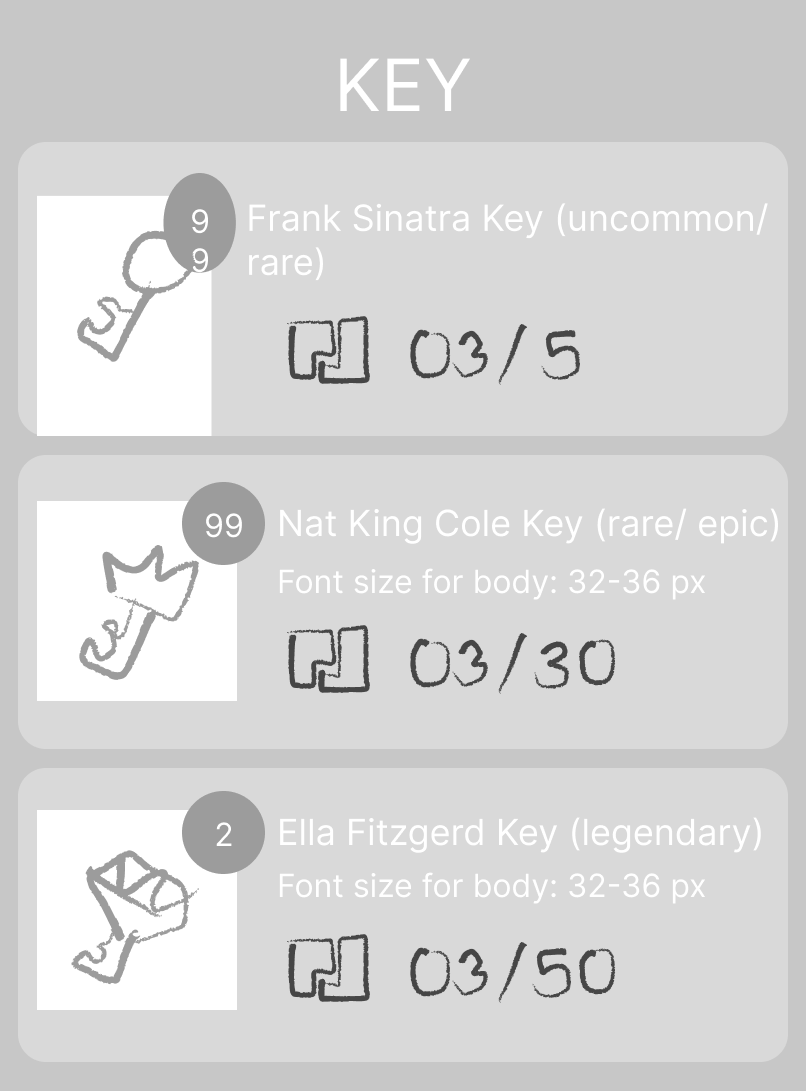 KEY
9
9
Frank Sinatra Key (uncommon/
rare)
03/5
99
Nat King Cole Key (rare/ epic)
Font size for body: 32-36 px
03/30
2
Ella Fitzgerd Key (legendary)
Font size for body: 32-36 px
03/50